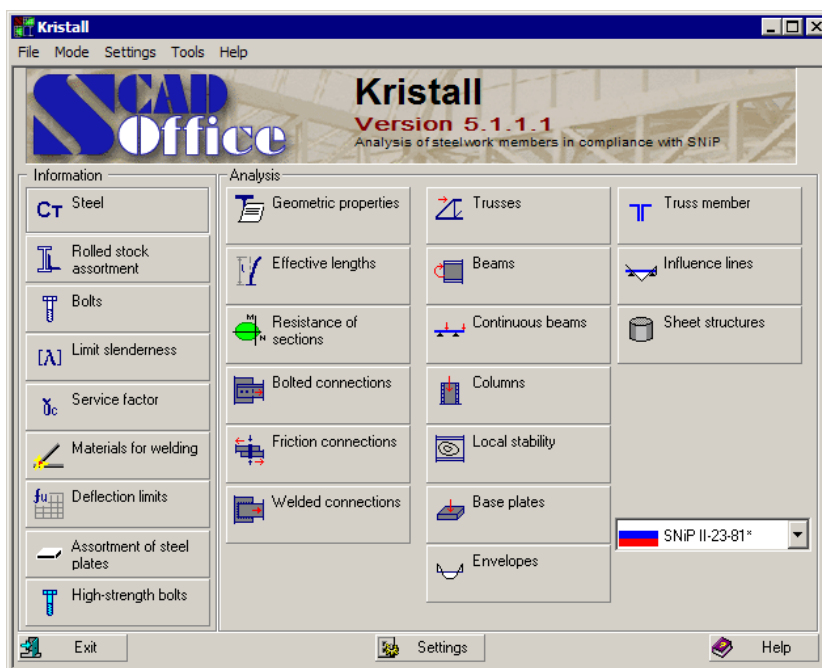 Kristall
File Mode Settings Tools Help
SCAD
Office
Kristall
Version 5.1.1.1
Analysis of steelwork members in compliance with SNiP
Information
Ст Steel
Rolled stock
assortment
Bolts
[λ] Limit slenderness
γc Service factor
Materials for welding
fu Deflection limits
Assortment of steel
plates
High-strength bolts
Analysis
Geometric properties
Effective lengths
M
N
Resistance of
sections
Bolted connections
Friction connections
Welded connections
Trusses
Beams
Continuous beams
Columns
Local stability
Base plates
Envelopes
Truss member
Influence lines
Sheet structures
SNiP II-23-81*
Exit
Settings
Help